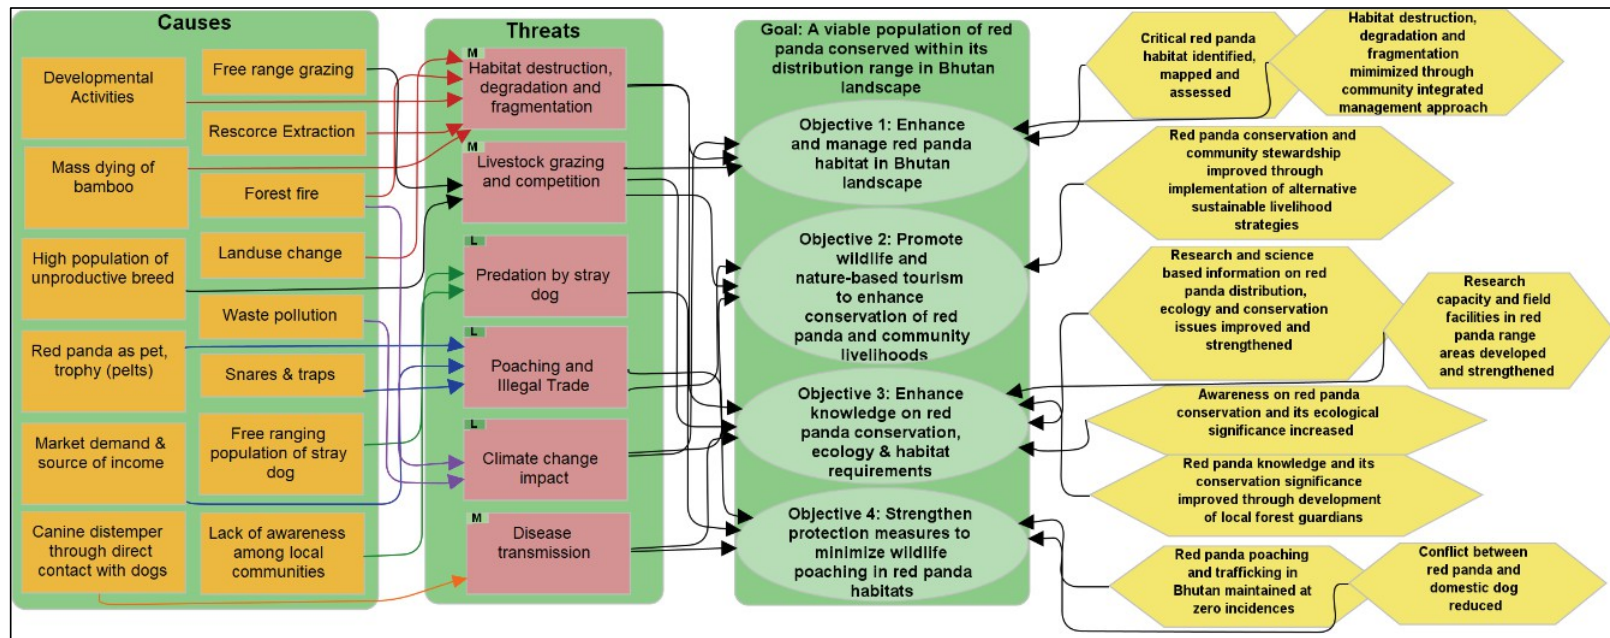 Causes
Developmental
Activities
Mass dying of
bamboo
High population of
unproductive breed
Red panda as pet,
trophy (pelts)
Market demand &
source of income
Canine distemper
through direct
contact with dogs
Free range grazing
Rescorce Extraction
Forest fire
Landuse change
Waste pollution
Snares & traps
Free ranging
population of stray
dog
Lack of awareness
among local
communities
Threats
M
Habitat destruction,
degradation and
fragmentation
M
Livestock grazing
and competition
L
Predation by stray
dog
L
Poaching and
Illegal Trade
L
Climate change
impact
M
Disease
transmission
Goal: A viable population of red
panda conserved within its
distribution range in Bhutan
landscape
Objective 1: Enhance
and manage red panda
habitat in Bhutan
landscape
Objective 2: Promote
wildlife and
nature-based tourism
to enhance
conservation of red
panda and community
livelihoods
Objective 3: Enhance
knowledge on red
panda conservation,
ecology & habitat
requirements
Objective 4: Strengthen
protection measures to
minimize wildlife
poaching in red panda
habitats
Critical red panda
habitat identified,
mapped and
assessed
Habitat destruction,
degradation and
fragmentation
mimimized through
community integrated
management approach
Red panda conservation and
community stewardship
improved through
implementation of alternative
sustainable livelihood
strategies
Research and science
based information on red
panda distribution,
ecology and conservation
issues improved and
strengthened
Research
capacity and field
facilities in red
panda range
areas developed
and strengthened
Awareness on red panda
conservation and its ecological
significance increased
Red panda knowledge and its
conservation significance
improved through development
of local forest guardians
Red panda poaching
and trafficking in
Bhutan maintained at
zero incidences
Conflict between
red panda and
domestic dog
reduced